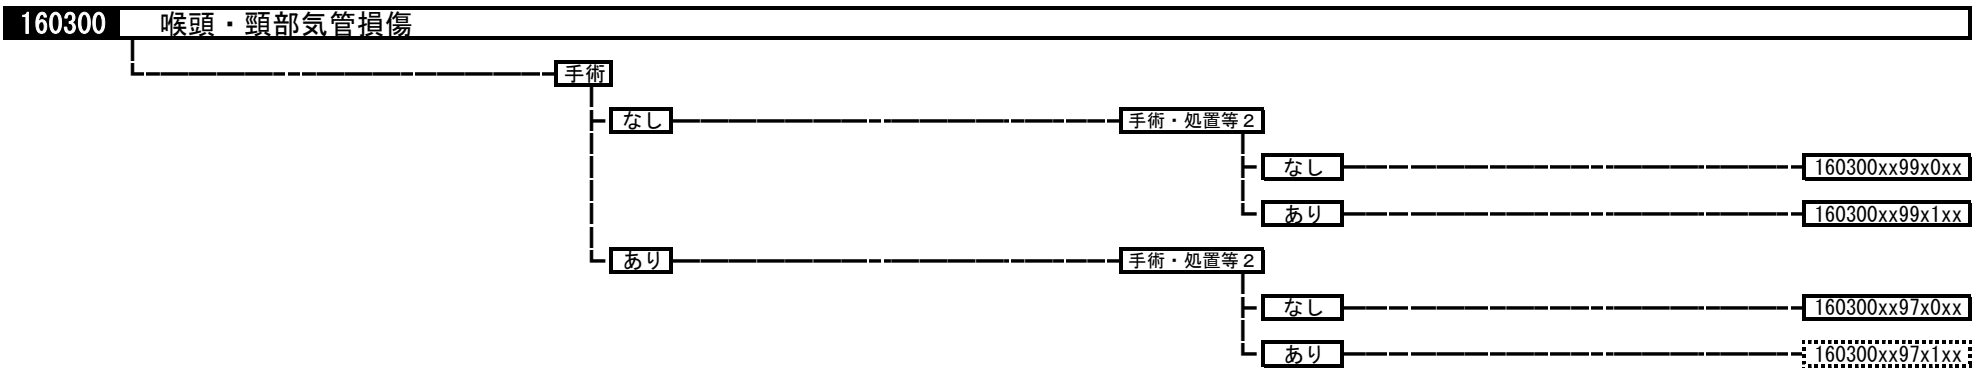 160300 喉頭・頸部気管損傷
手術
なし 手術・処置等２
なし 160300xx99x0xx
あり 160300xx99x1xx
あり 手術・処置等２
なし 160300xx97x0xx
あり 160300xx97x1xx